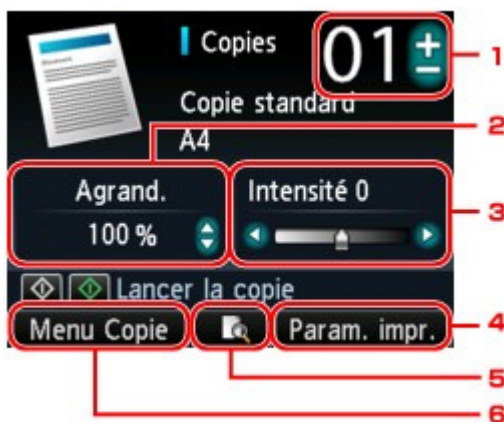 Copies
01
+
-
Copie standard
A4
Agrand.
100 %
Intensité 0
Lancer la copie
Menu Copie
Param. impr.
1
2
3
4
5
6